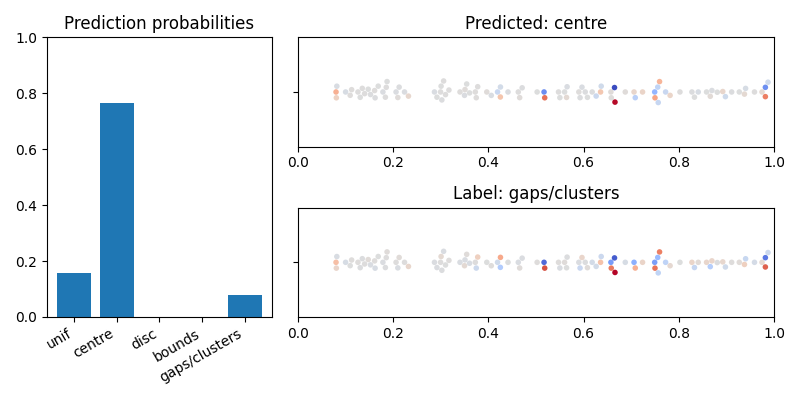 Prediction probabilities
1.0
0.8
0.6
0.4
0.2
0.0
unif
centre
disc
bounds
gaps/clusters
Predicted: centre
0.0 0.2 0.4 0.6 0.8 1.0
Label: gaps/clusters
0.0 0.2 0.4 0.6 0.8 1.0